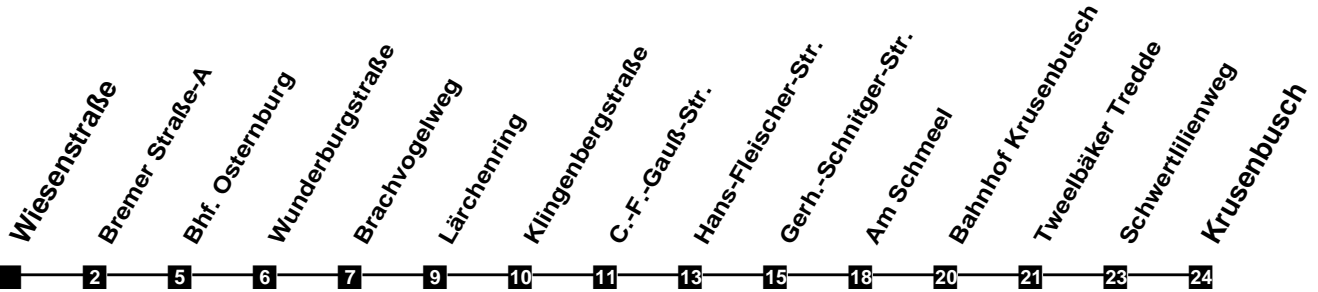 Wiesenstraße
Bremer Straße-A
Bhf. Osternburg
Wunderburgstraße
Brachvogelweg
Lärchenring
Klingenbergstraße
C.-F.-Gauß-Str.
Hans-Fleischer-Str.
Gerh.-Schnitger-Str.
Am Schmeel
Bahnhof Krusenbusch
Tweelbäker Tredde
Schwertlilienweg
Krusenbusch
2 5 6 7 9 10 11 13 15 18 20 21 23 24